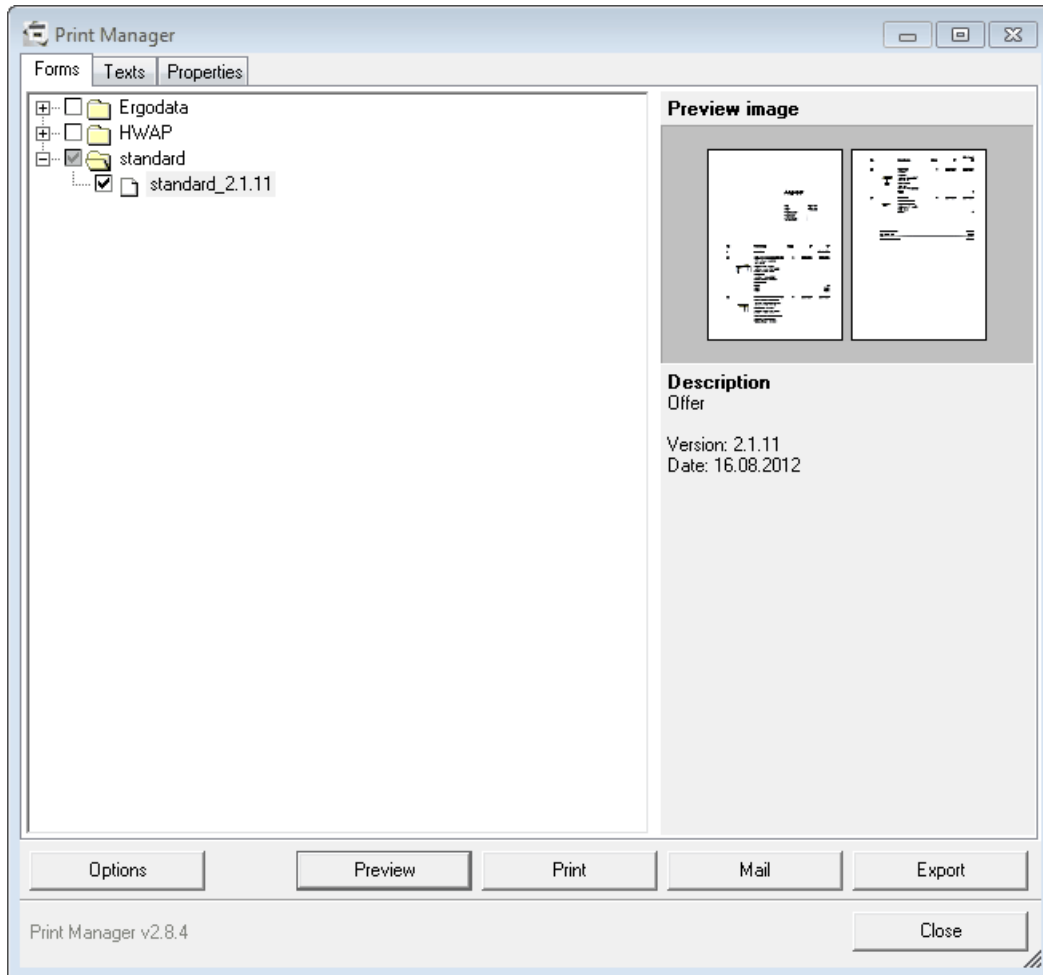 Print Manager
Forms Texts Properties
Ergodata
HWAP
standard
standard_2.1.11
Preview image
Description
Offer
Version: 2.1.11
Date: 16.08.2012
Options Preview Print Mail Export
Print Manager v2.8.4
Close